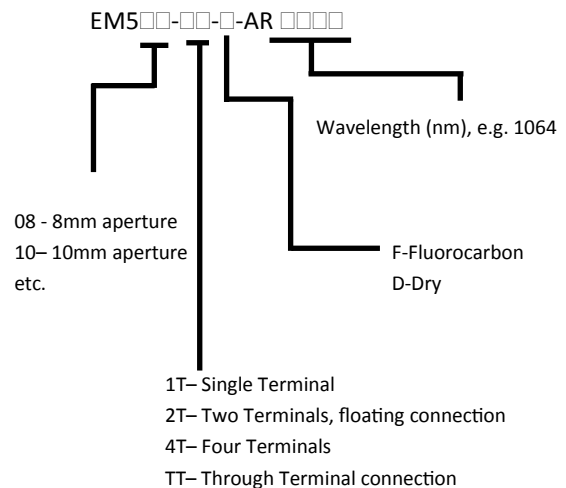 EM5□□-□□-□-AR □□□□
Wavelength (nm), e.g. 1064
08 - 8mm aperture
10– 10mm aperture
etc.
F-Fluorocarbon
D-Dry
1T– Single Terminal
2T– Two Terminals, floating connection
4T– Four Terminals
TT– Through Terminal connection